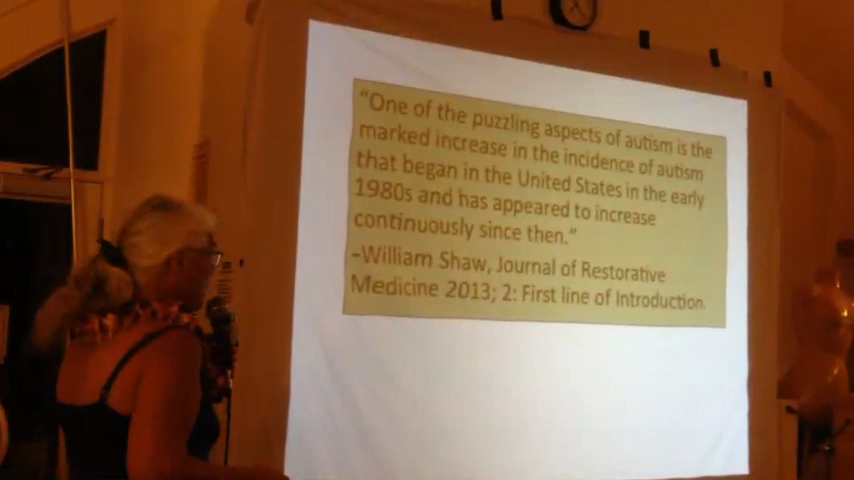 “One of the puzzling aspects of autism is the
marked increase in the incidence of autism
that began in the United States in the early
1980s and has appeared to increase
continuously since then.”
–William Shaw, Journal of Restorative
Medicine 2013; 2: First line of Introduction.